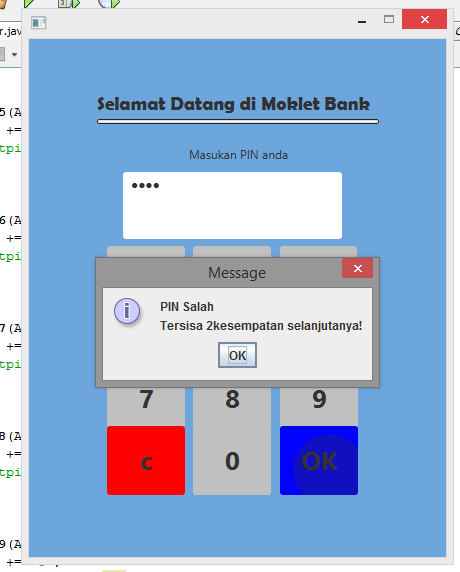 r.java
Selamat Datang di Moklet Bank
5(A
+=
tpi
Masukan PIN anda
••••
6(A
+=
tpi
Message
PIN Salah
Tersisa 2kesempatan selanjutanya!
OK
7(A
+=
tpi
7 8 9
c 0 OK
8(A
+=
tpi
9(A
+=